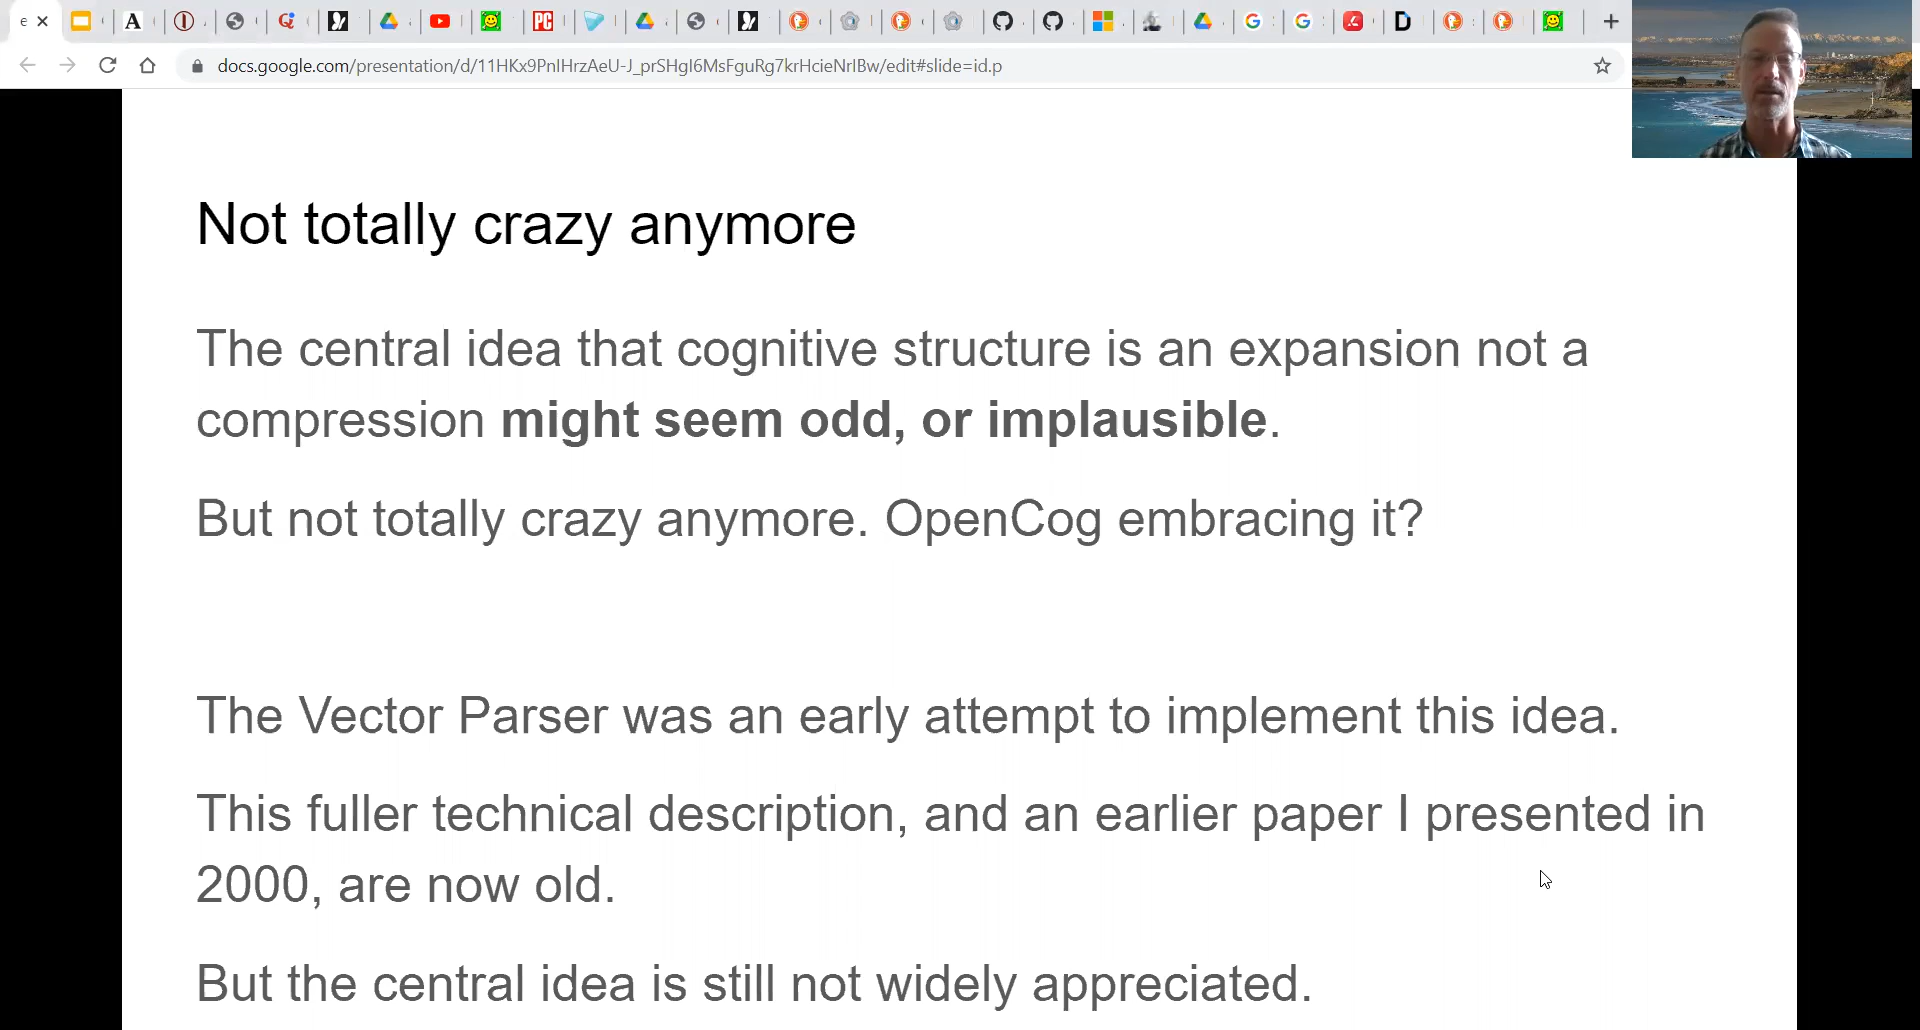 docs.google.com/presentation/d/11HKx9PnIHrzAeU-J_prSHgI6MsFguRg7krHcieNrIBw/edit#slide=id.p
Not totally crazy anymore
The central idea that cognitive structure is an expansion not a
compression might seem odd, or implausible.
But not totally crazy anymore. OpenCog embracing it?
The Vector Parser was an early attempt to implement this idea.
This fuller technical description, and an earlier paper I presented in
2000, are now old.
But the central idea is still not widely appreciated.